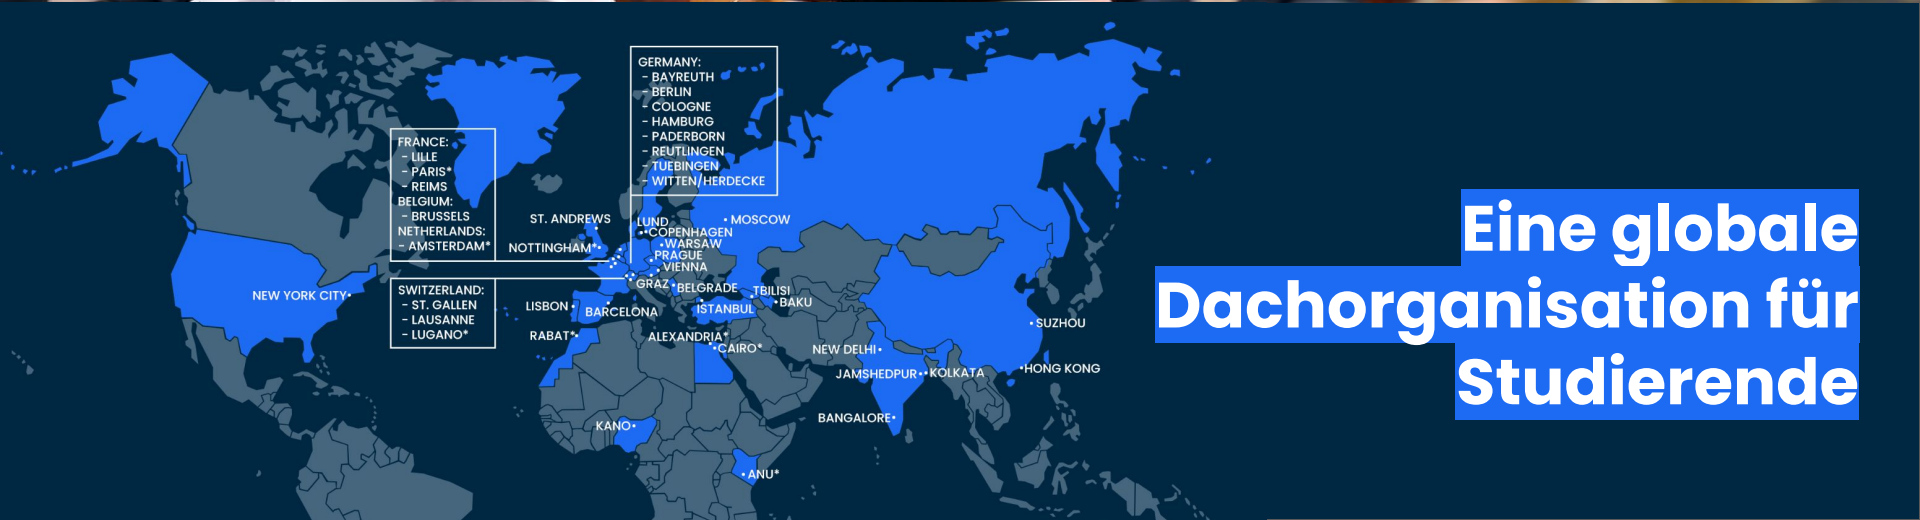 FRANCE:
- LILLE
- PARIS*
- REIMS
BELGIUM:
- BRUSSELS
NETHERLANDS:
- AMSTERDAM*
SWITZERLAND:
- ST. GALLEN
- LAUSANNE
- LUGANO*
GERMANY:
- BAYREUTH
- BERLIN
- COLOGNE
- HAMBURG
- PADERBORN
- REUTLINGEN
- TUEBINGEN
- WITTEN/HERDECKE
NEW YORK CITY
ST. ANDREWS
NOTTINGHAM*
LUND
COPENHAGEN
MOSCOW
WARSAW
PRAGUE
VIENNA
GRAZ
BELGRADE
TBILISI
BAKU
ISTANBUL
LISBON
BARCELONA
RABAT*
ALEXANDRIA*
CAIRO*
NEW DELHI
JAMSHEDPUR
KOLKATA
BANGALORE
SUZHOU
HONG KONG
KANO
ANU*
Eine globale
Dachorganisation für
Studierende